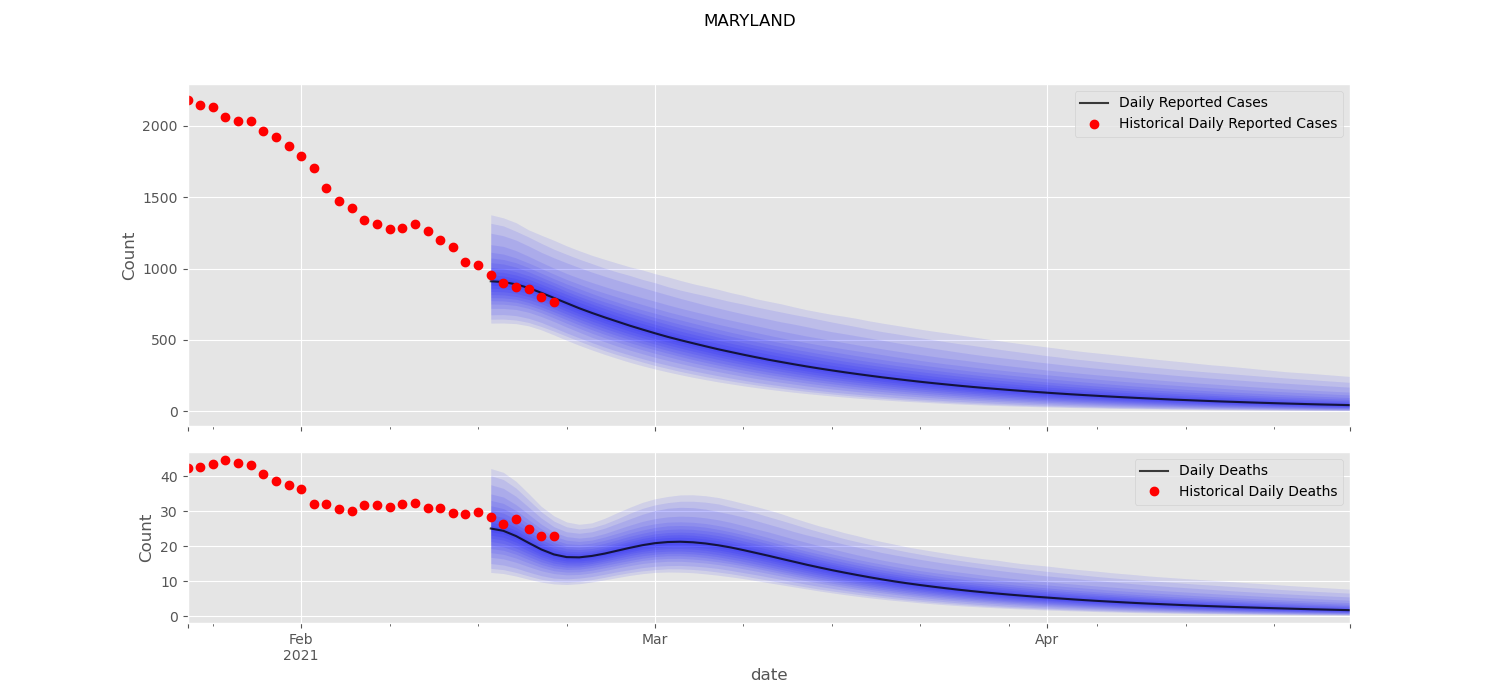 MARYLAND
Daily Reported Cases
Historical Daily Reported Cases
2000
1500
1000
500
0
Count
Daily Deaths
Historical Daily Deaths
40
30
20
10
0
Count
Feb
2021
Mar
Apr
date